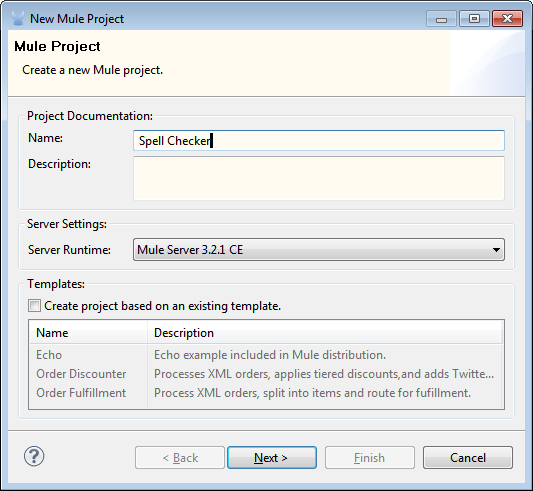 New Mule Project
Mule Project
Create a new Mule project.
Project Documentation:
Name: Spell Checker
Description:
Server Settings:
Server Runtime: Mule Server 3.2.1 CE
Templates:
Create project based on an existing template.
Name Description
Echo Echo example included in Mule distribution.
Order Discounter Processes XML orders, applies tiered discounts,and adds Twitte...
Order Fulfillment Process XML orders, split into items and route for fufillment.
? < Back Next > Finish Cancel